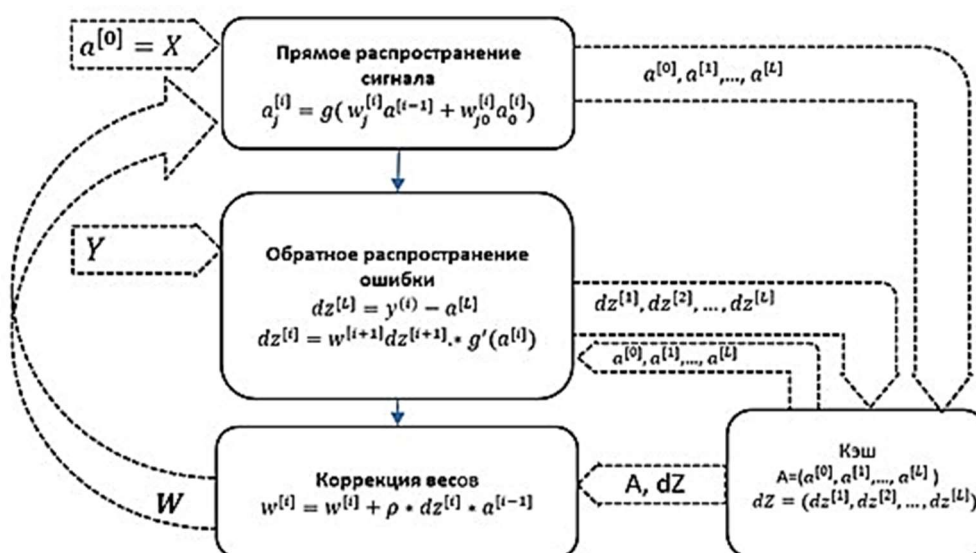 a^[0] = X
Прямое распространение
сигнала
a_j^[i] = g( w_j^[i] a^[i−1] + w_j0^[i] a_0^[i])
a^[0], a^[1],..., a^[L]
Y
Обратное распространение
ошибки
dz^[L] = y^(i) − a^[L]
dz^[i] = w^[i+1] dz^[i+1].* g′(a^[i])
dz^[1], dz^[2], ..., dz^[L]
a^[0], a^[1],..., a^[L]
Коррекция весов
w^[i] = w^[i] + ρ * dz^[i] * a^[i−1]
W
A, dZ
Кэш
A=(a^[0], a^[1],..., a^[L])
dZ = (dz^[1], dz^[2], ..., dz^[L])